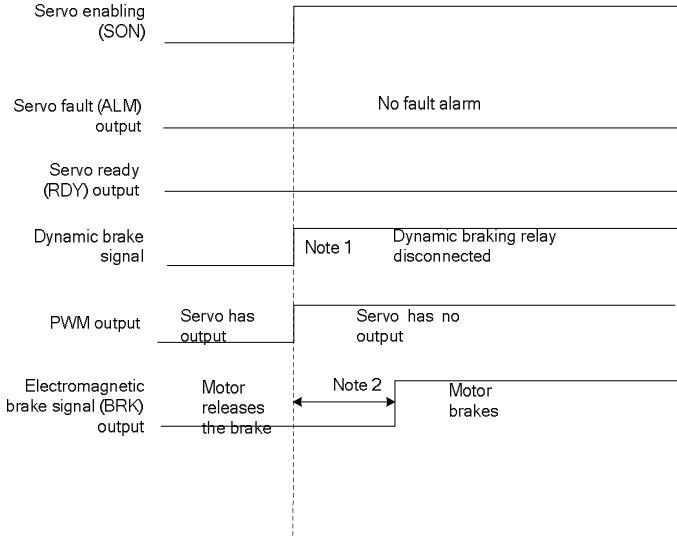 Servo enabling
(SON)
Servo fault (ALM)
output
No fault alarm
Servo ready
(RDY) output
Dynamic brake
signal
Note 1
Dynamic braking relay
disconnected
PWM output
Servo has
output
Servo has no
output
Electromagnetic
brake signal (BRK)
output
Motor
releases
the brake
Note 2
Motor
brakes